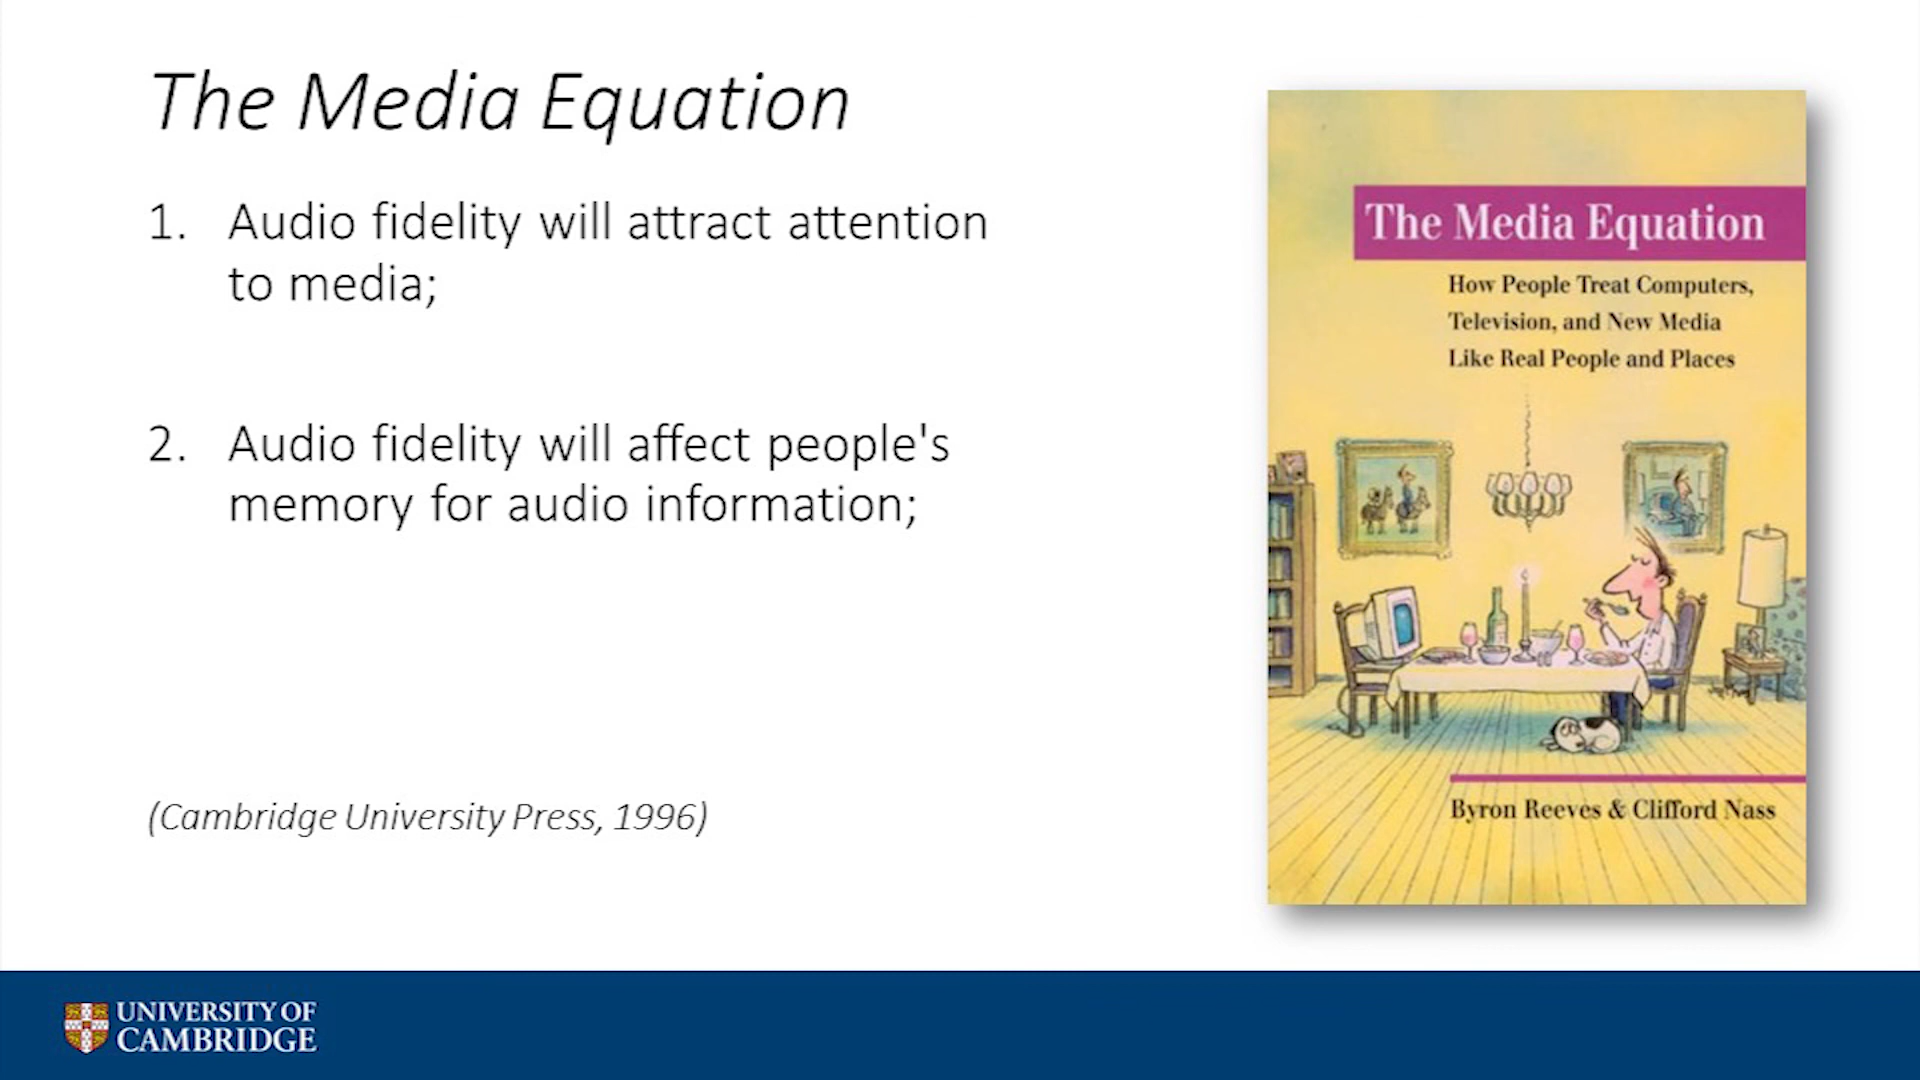 The Media Equation
1. Audio fidelity will attract attention
to media;
2. Audio fidelity will affect people's
memory for audio information;
(Cambridge University Press, 1996)
The Media Equation
How People Treat Computers,
Television, and New Media
Like Real People and Places
Byron Reeves & Clifford Nass
UNIVERSITY OF
CAMBRIDGE